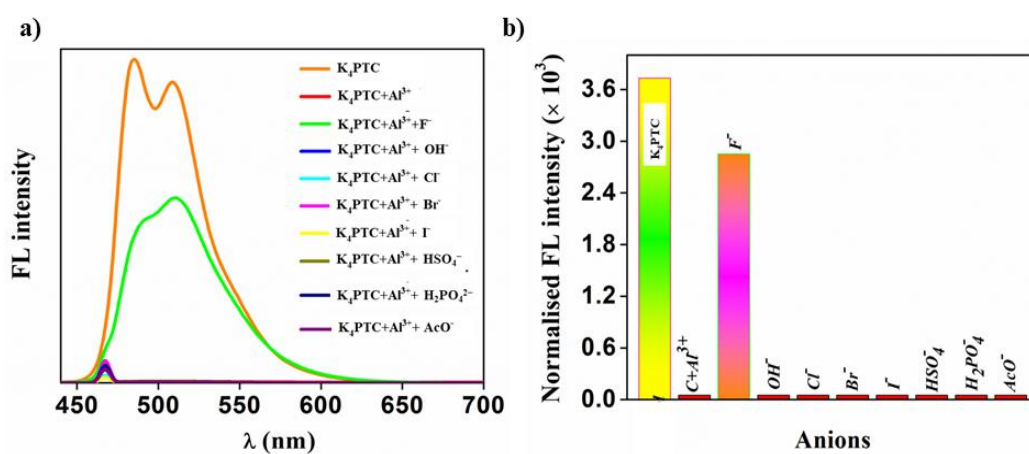 a)
FL intensity
K₄PTC
K₄PTC+Al³⁺
K₄PTC+Al³⁺+F⁻
K₄PTC+Al³⁺+ OH⁻
K₄PTC+Al³⁺+ Cl⁻
K₄PTC+Al³⁺+ Br⁻
K₄PTC+Al³⁺+ I⁻
K₄PTC+Al³⁺+ HSO₄⁻
K₄PTC+Al³⁺+ H₂PO₄²⁻
K₄PTC+Al³⁺+ AcO⁻
450 500 550 600 650 700
λ (nm)
b)
Normalised FL intensity (× 10³)
3.6
3.0
2.4
1.8
1.2
0.6
0.0
K₄PTC
C+Al³⁺
F⁻
OH⁻
Cl⁻
Br⁻
I⁻
HSO₄⁻
H₂PO₄⁻
AcO⁻
Anions